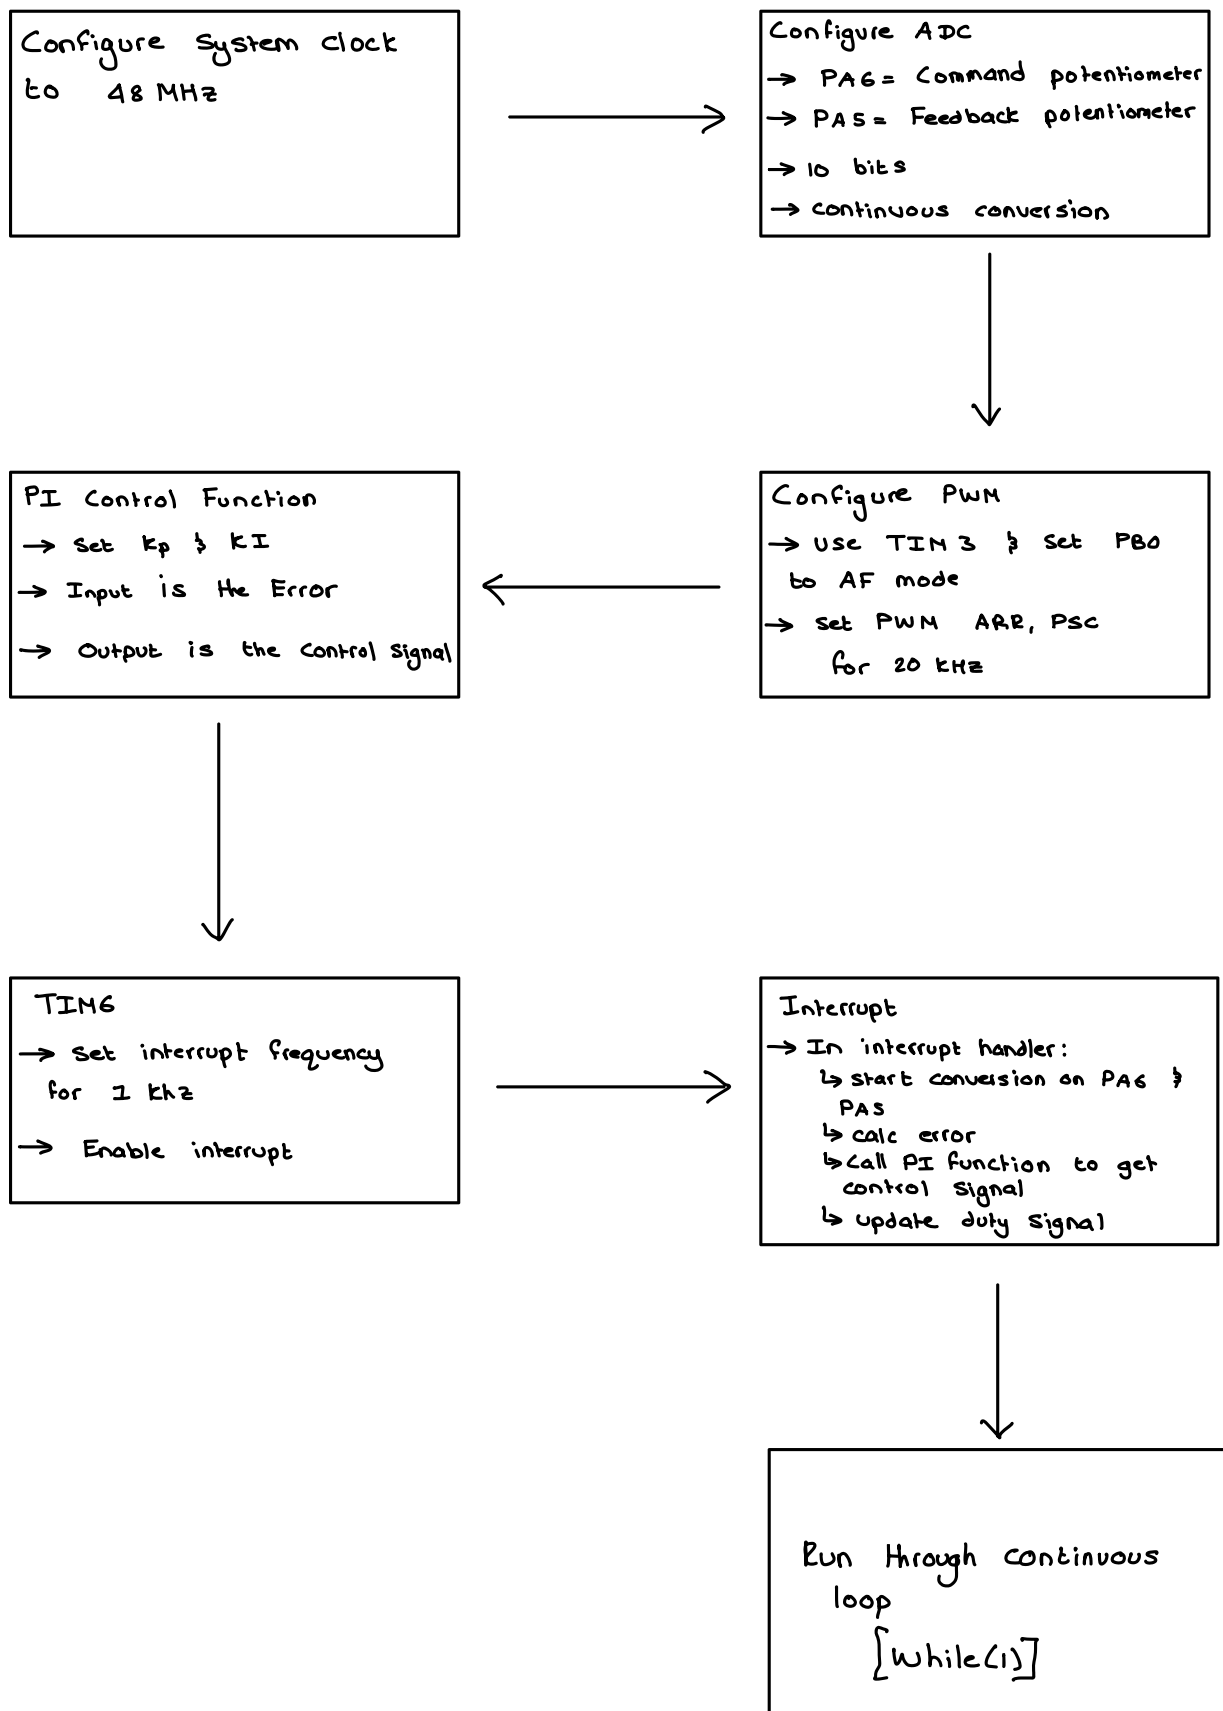 Configure System clock
to 48 MHz
Configure ADC
→ PA6 = Command potentiometer
→ PA5 = Feedback potentiometer
→ 10 bits
→ continuous conversion
Configure PWM
→ use TIM 3 & set PB0
to AF mode
→ set PWM ARR, PSC
for 20 kHz
PI Control Function
→ Set Kp & KI
→ Input is the Error
→ Output is the control signal
TIM6
→ set interrupt frequency
for 1 khz
→ Enable interrupt
Interrupt
→ In interrupt handler:
↳ start conversion on PA6 &
PA5
↳ calc error
↳ call PI function to get
control signal
↳ update duty signal
Run through continuous
loop
[while(1)]